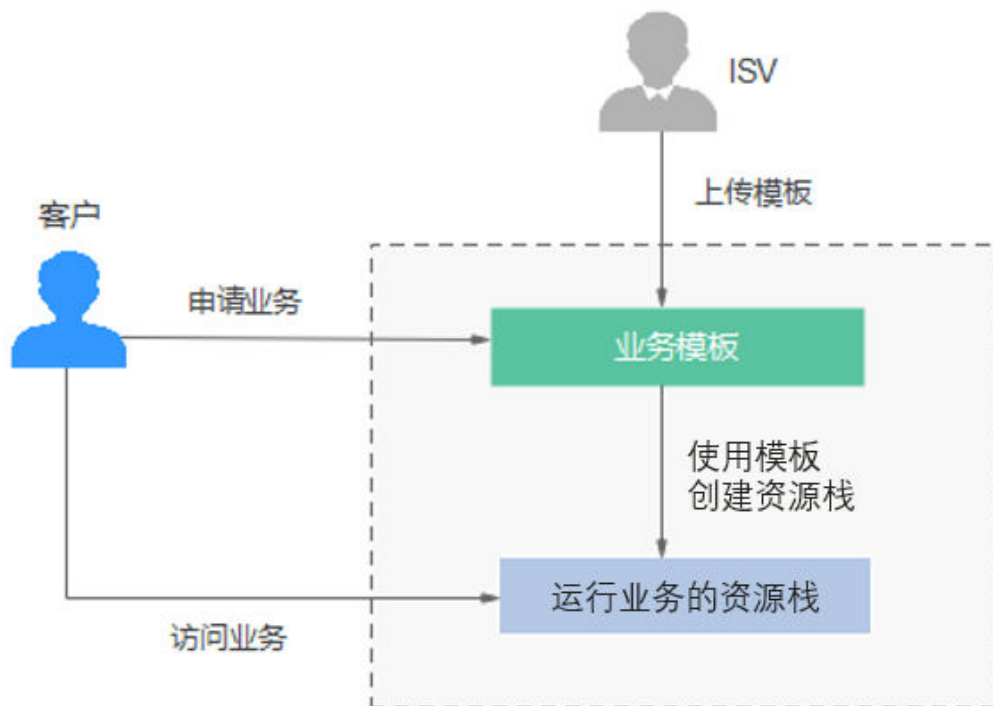 ISV
上传模板
客户
申请业务
业务模板
使用模板
创建资源栈
运行业务的资源栈
访问业务